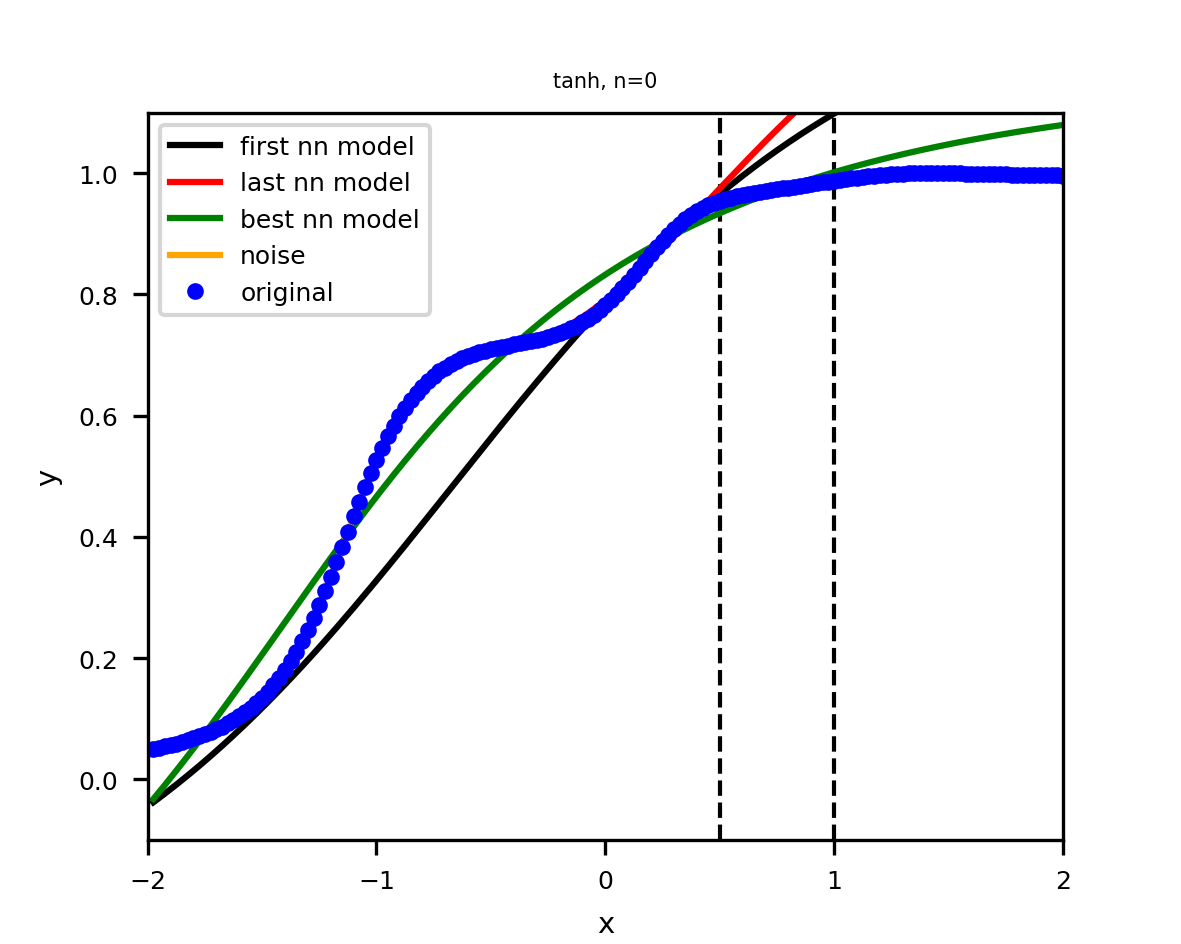 tanh, n=0
first nn model
last nn model
best nn model
noise
original
1.0
0.8
0.6
0.4
0.2
0.0
y
−2
−1
0
1
2
x